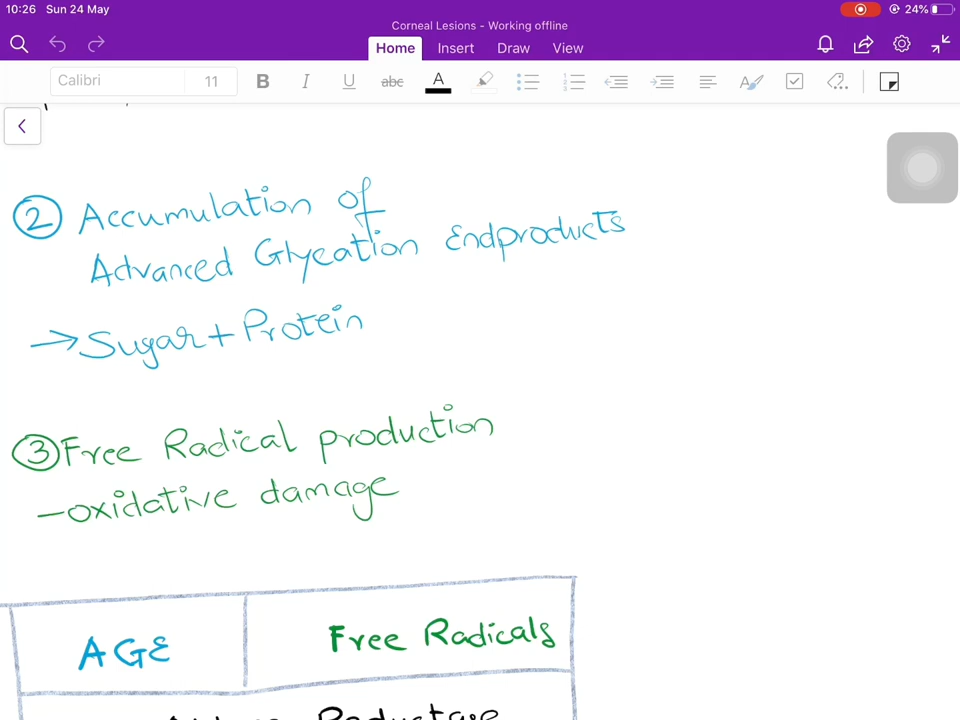 10:26 Sun 24 May
24%
Corneal Lesions - Working offline
Home Insert Draw View
Calibri 11 B I U abc A
② Accumulation of
Advanced Glycation Endproducts
→ Sugar + Protein
③ Free Radical production
- oxidative damage
AGE Free Radicals
Reductase